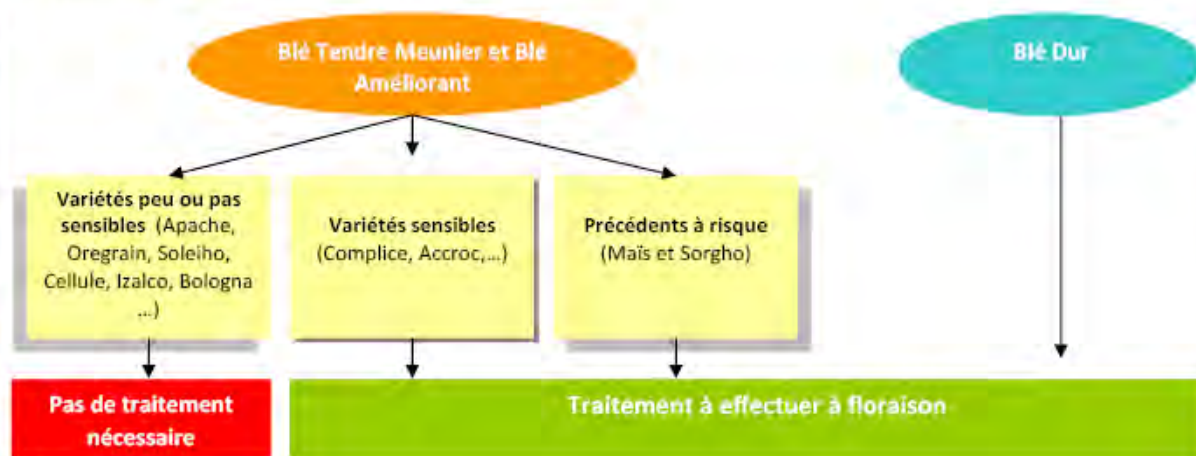 Blé Tendre Meunier et Blé
Améliorant
Blé Dur
Variétés peu ou pas
sensibles (Apache,
Oregrain, Soleiho,
Cellule, Izalco, Bologna
...)
Variétés sensibles
(Complice, Accroc,...)
Précédents à risque
(Maïs et Sorgho)
Pas de traitement
nécessaire
Traitement à effectuer à floraison